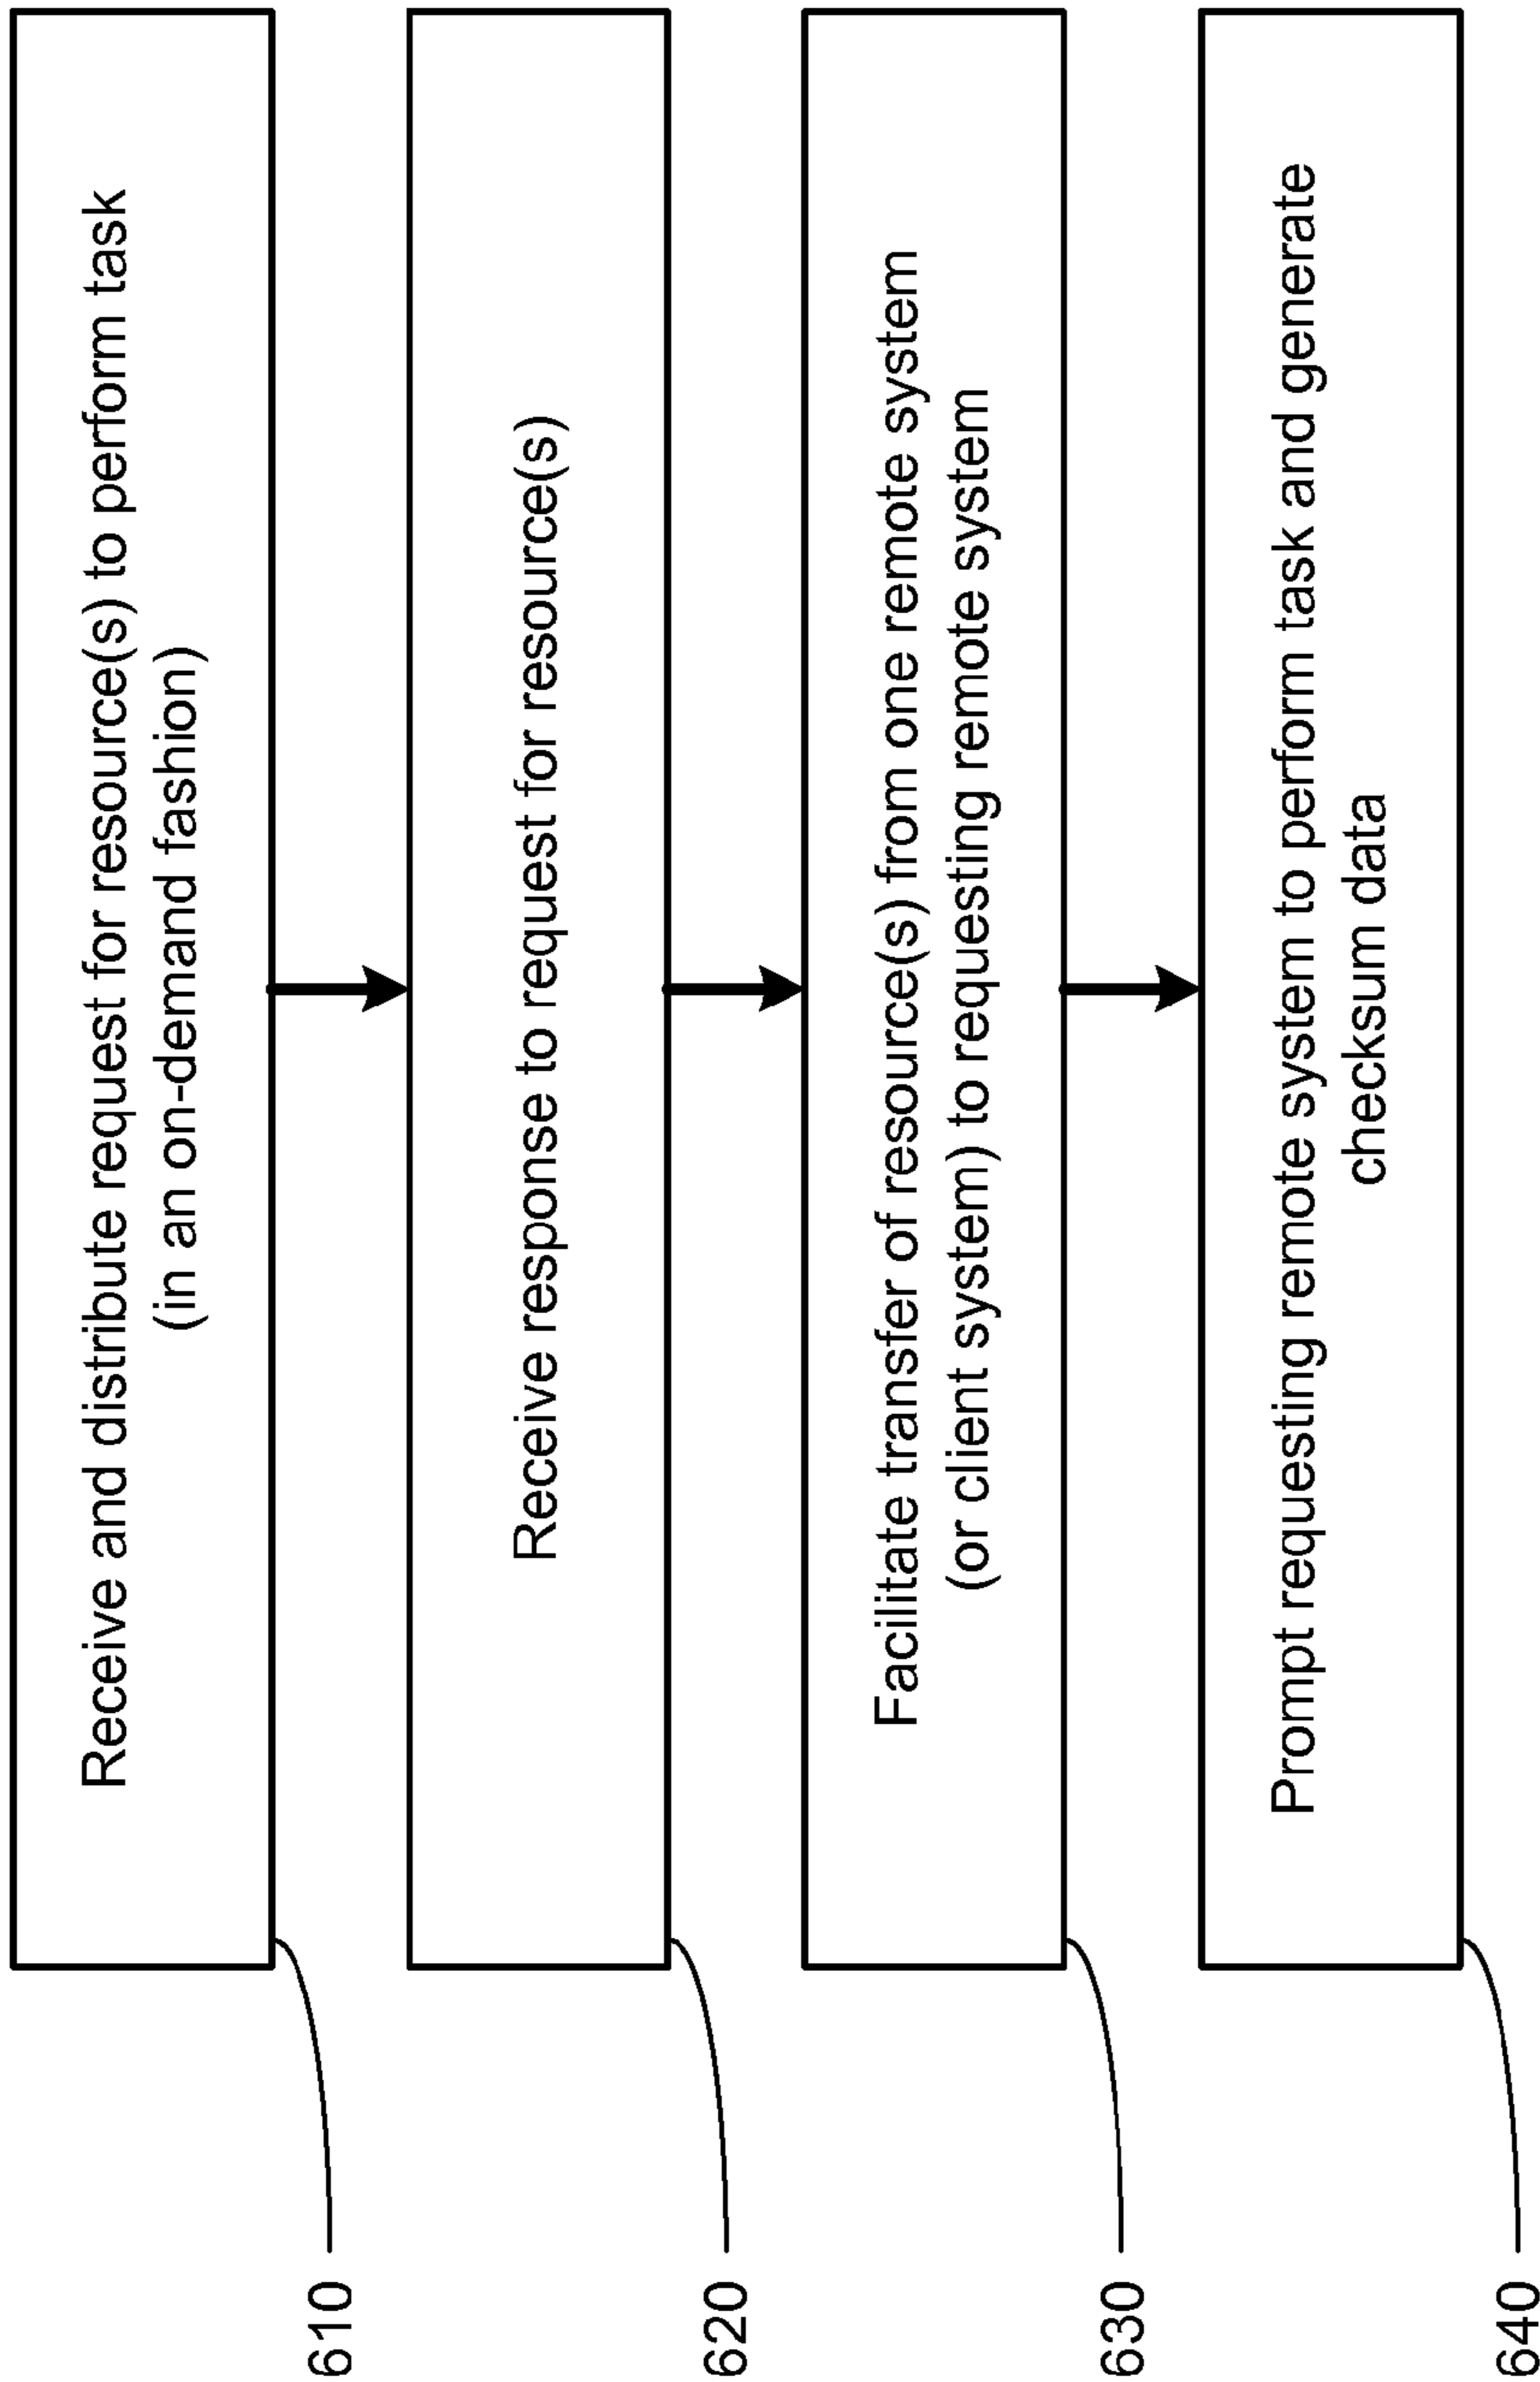 Receive and distribute request for resource(s) to perform task
(in an on-demand fashion)
610
Receive response to request for resource(s)
620
Facilitate transfer of resource(s) from one remote system
(or client system) to requesting remote system
630
Prompt requesting remote system to perform task and generate
checksum data
640